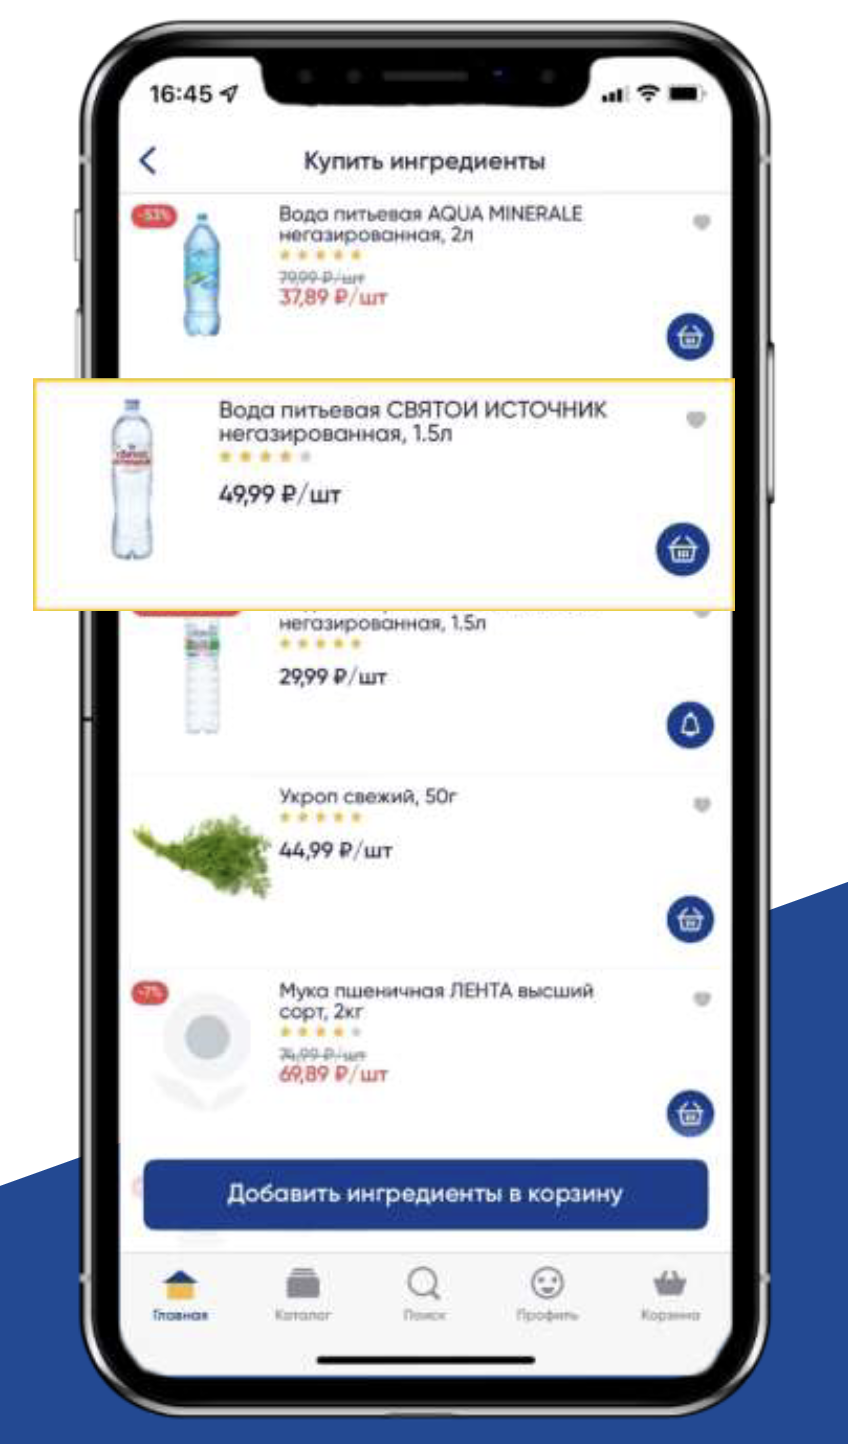 16:45
Купить ингредиенты
-53%
Вода питьевая AQUA MINERALE
негазированная, 2л
79,99 ₽/шт
37,89 ₽/шт
Вода питьевая СВЯТОЙ ИСТОЧНИК
негазированная, 1.5л
49,99 ₽/шт
негазированная, 1.5л
29,99 ₽/шт
Укроп свежий, 50г
44,99 ₽/шт
-7%
Мука пшеничная ЛЕНТА высший
сорт, 2кг
74,99 ₽/шт
69,89 ₽/шт
Добавить ингредиенты в корзину
Главная
Каталог
Поиск
Профиль
Корзина